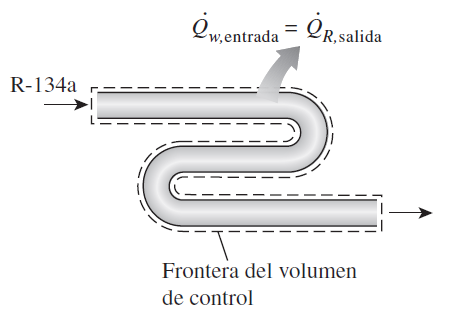 Q̇w,entrada = Q̇R,salida
R-134a
Frontera del volumen
de control